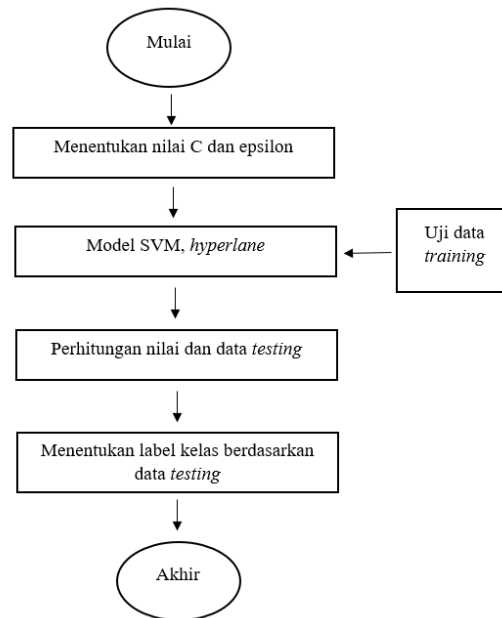 Mulai
Menentukan nilai C dan epsilon
Model SVM, hyperlane
Uji data
training
Perhitungan nilai dan data testing
Menentukan label kelas berdasarkan
data testing
Akhir